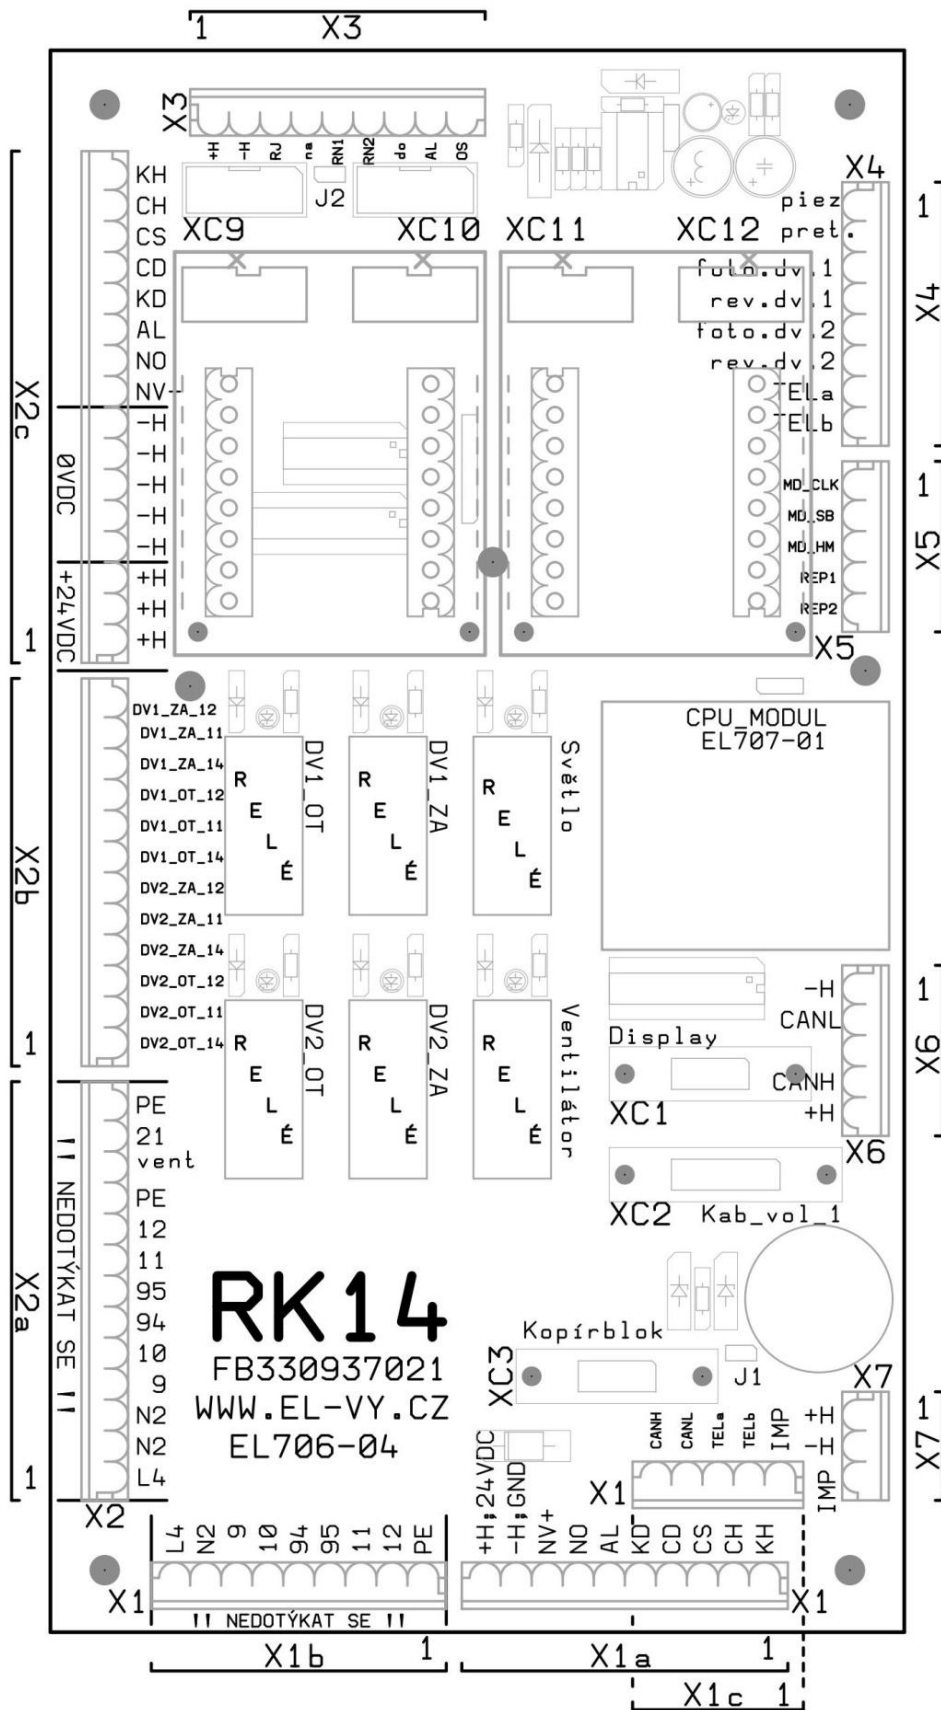 1 X3
X3
+H -H RJ na RN1 RN2 do AL OS
J2
XC9 XC10 XC11 XC12
X4
KH
CH
CS
CD
KD
AL
NO
NV-
-H
-H
-H
-H
-H
+H
+H
+H
X2c
0VDC
+24VDC
1
piez
pret.
foto.dv.1
rev.dv.1
foto.dv.2
rev.dv.2
TELa
TELb
1
X4
MD_CLK
MD_SB
MD_HM
REP1
REP2
1
X5
X5
DV1_ZA_12
DV1_ZA_11
DV1_ZA_14
DV1_OT_12
DV1_OT_11
DV1_OT_14
DV2_ZA_12
DV2_ZA_11
DV2_ZA_14
DV2_OT_12
DV2_OT_11
DV2_OT_14
X2b
1
RELÉ
DV1_OT
RELÉ
DV1_ZA
RELÉ
Světlo
CPU_MODUL
EL707-01
RELÉ
DV2_OT
RELÉ
DV2_ZA
RELÉ
Ventilátor
-H
CANL
CANH
+H
1
X6
X6
Display
XC1
XC2
Kab_vol_1
PE
21
vent
PE
12
11
95
94
10
9
N2
N2
L4
!! NEDOTÝKAT SE !!
X2a
1
X2
RK14
FB330937021
WWW.EL-VY.CZ
EL706-04
Kopírblok
XC3
J1
X7
CANH CANL TELa TELb IMP
+H
-H
IMP
1
X7
X1
L4 N2 9 10 94 95 11 12 PE
+H;24VDC -H;GND NV+ NO AL KD CD CS CH KH
X1
X1
!! NEDOTÝKAT SE !!
X1b 1
X1a 1
X1c 1